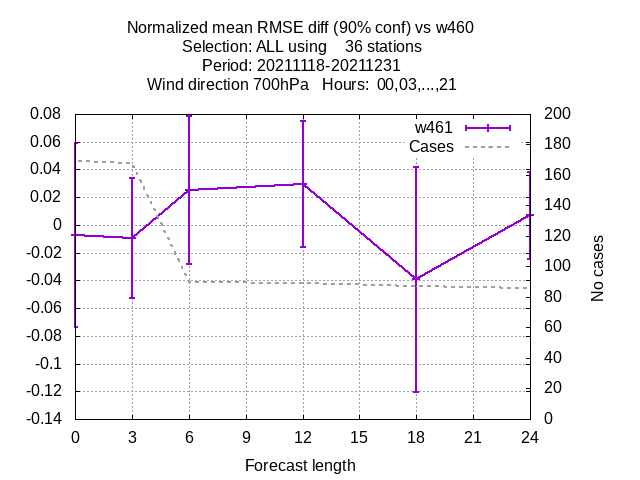 Normalized mean RMSE diff (90% conf) vs w460
Selection: ALL using    36 stations
Period: 20211118-20211231
Wind direction 700hPa   Hours:  00,03,...,21
0.08
0.06
0.04
0.02
0
-0.02
-0.04
-0.06
-0.08
-0.1
-0.12
-0.14
w461
Cases
200
180
160
140
120
100
80
60
40
20
0
No cases
0 3 6 9 12 15 18 21 24
Forecast length